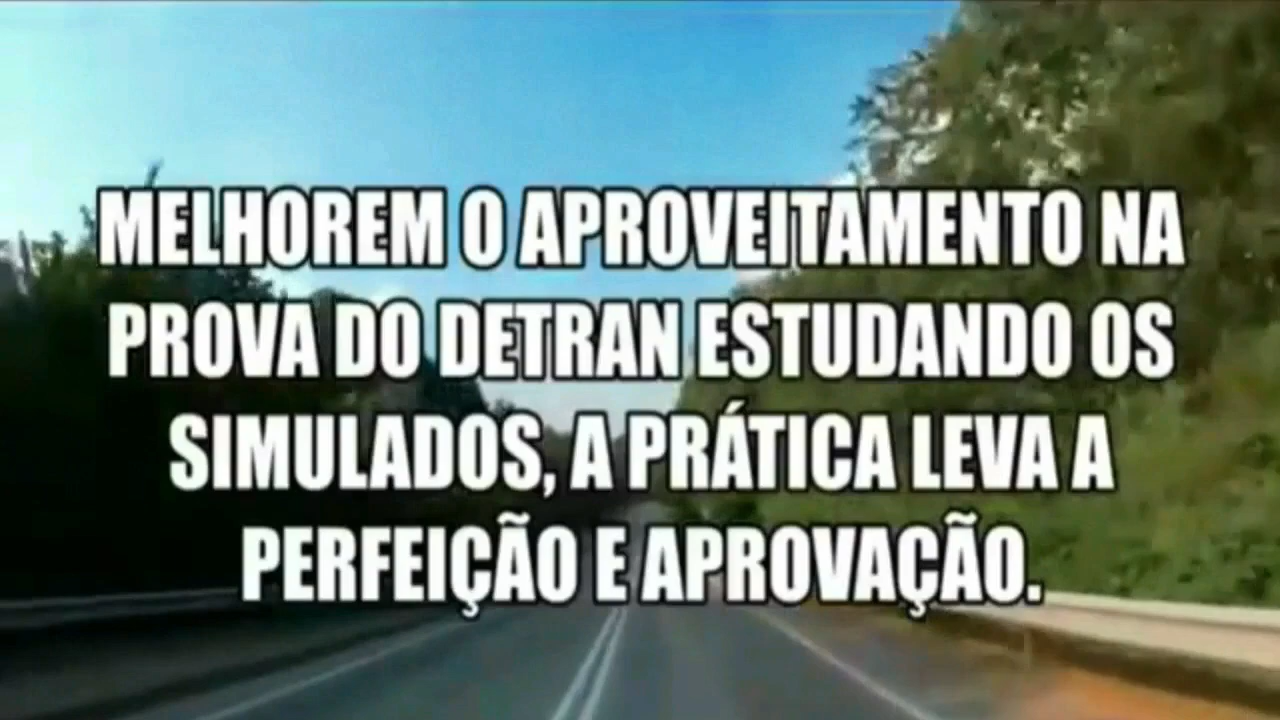 MELHOREM O APROVEITAMENTO NA
PROVA DO DETRAN ESTUDANDO OS
SIMULADOS, A PRÁTICA LEVA A
PERFEIÇÃO E APROVAÇÃO.